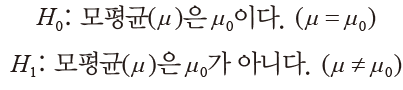 H₀: 모평균(μ)은 μ₀이다. (μ = μ₀)
H₁: 모평균(μ)은 μ₀가 아니다. (μ ≠ μ₀)